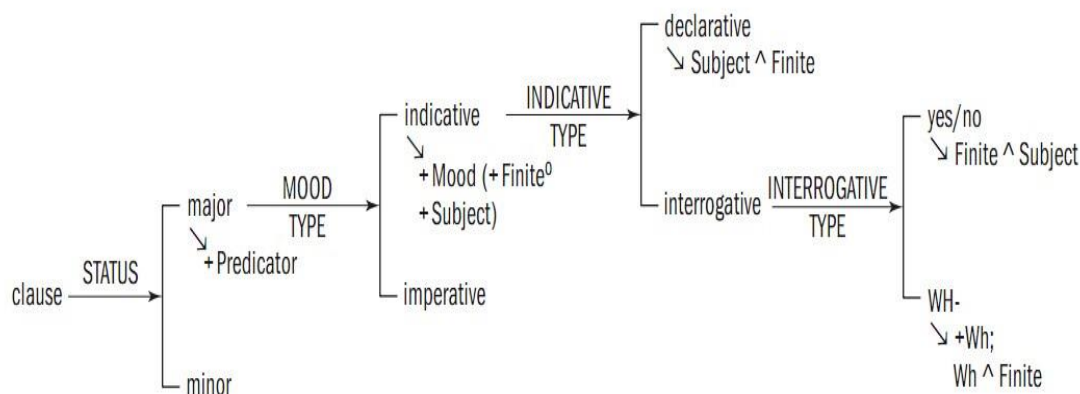 declarative
↘ Subject ^ Finite
indicative
INDICATIVE
TYPE
↘
+Mood (+Finite⁰
+Subject)
yes/no
↘ Finite ^ Subject
major
MOOD
TYPE
↘
+Predicator
interrogative
INTERROGATIVE
TYPE
clause
STATUS
imperative
WH-
↘ +Wh;
Wh ^ Finite
minor